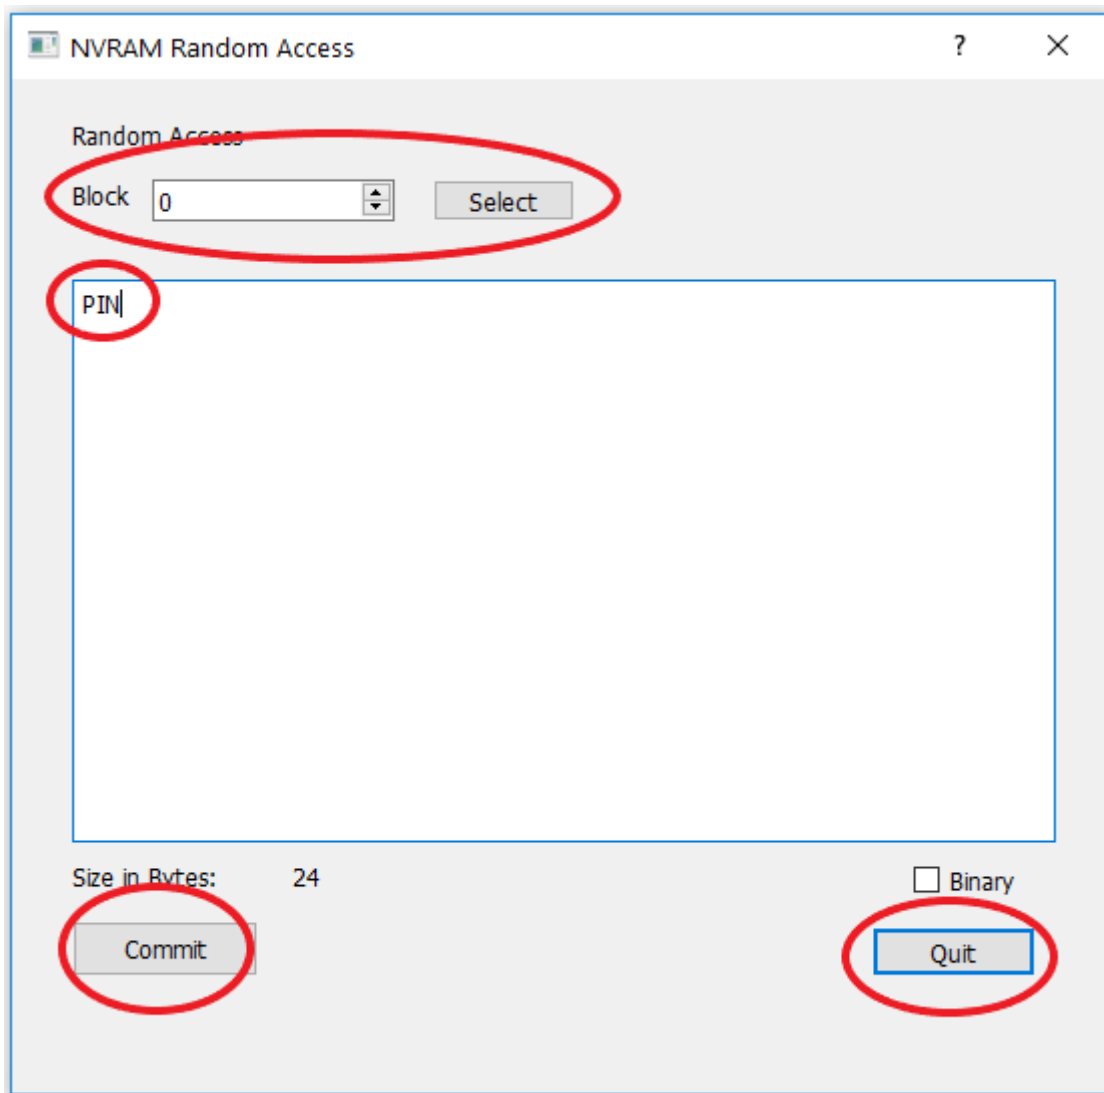 NVRAM Random Access ?
Random Access
Block 0 Select
PIN
Size in Bytes: 24 Binary
Commit Quit